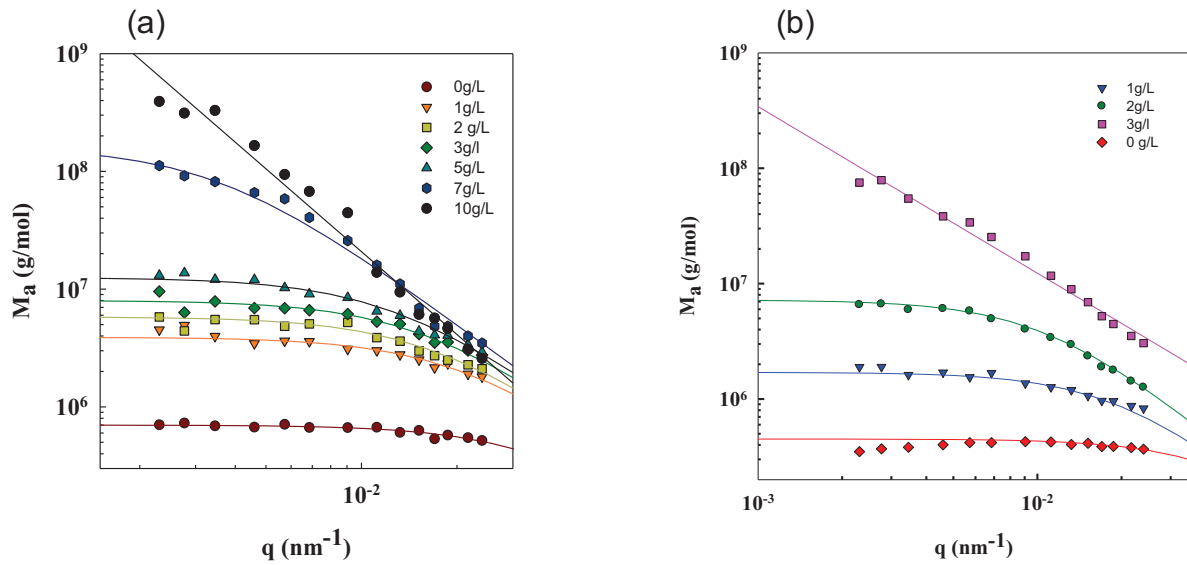 (a)
10⁹
10⁸
10⁷
10⁶
Mₐ (g/mol)
0g/L
1g/L
2 g/L
3g/l
5g/L
7g/L
10g/L
10⁻²
q (nm⁻¹)
(b)
10⁹
10⁸
10⁷
10⁶
Mₐ (g/mol)
1g/L
2g/L
3g/l
0 g/L
10⁻³
10⁻²
q (nm⁻¹)